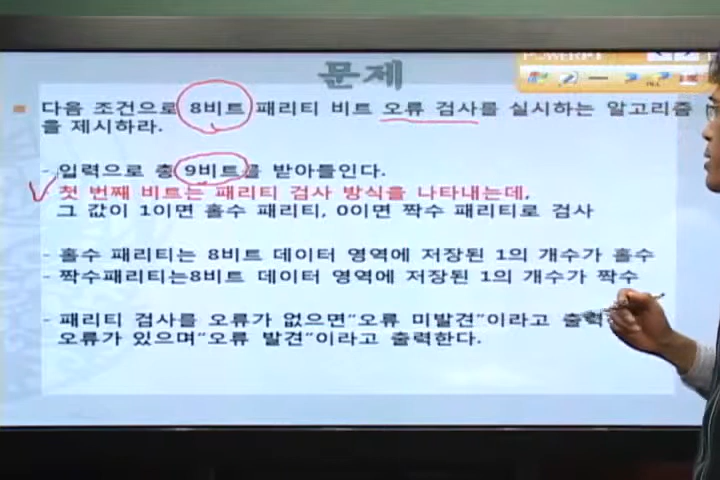 문제
다음 조건으로 8비트 패리티 비트 오류 검사를 실시하는 알고리즘
을 제시하라.
- 입력으로 총 9비트를 받아들인다.
- 첫 번째 비트는 패리티 검사 방식을 나타내는데,
그 값이 1이면 홀수 패리티, 0이면 짝수 패리티로 검사
- 홀수 패리티는 8비트 데이터 영역에 저장된 1의 개수가 홀수
- 짝수패리티는8비트 데이터 영역에 저장된 1의 개수가 짝수
- 패리티 검사를 오류가 없으면"오류 미발견"이라고 출력
오류가 있으며"오류 발견"이라고 출력한다.